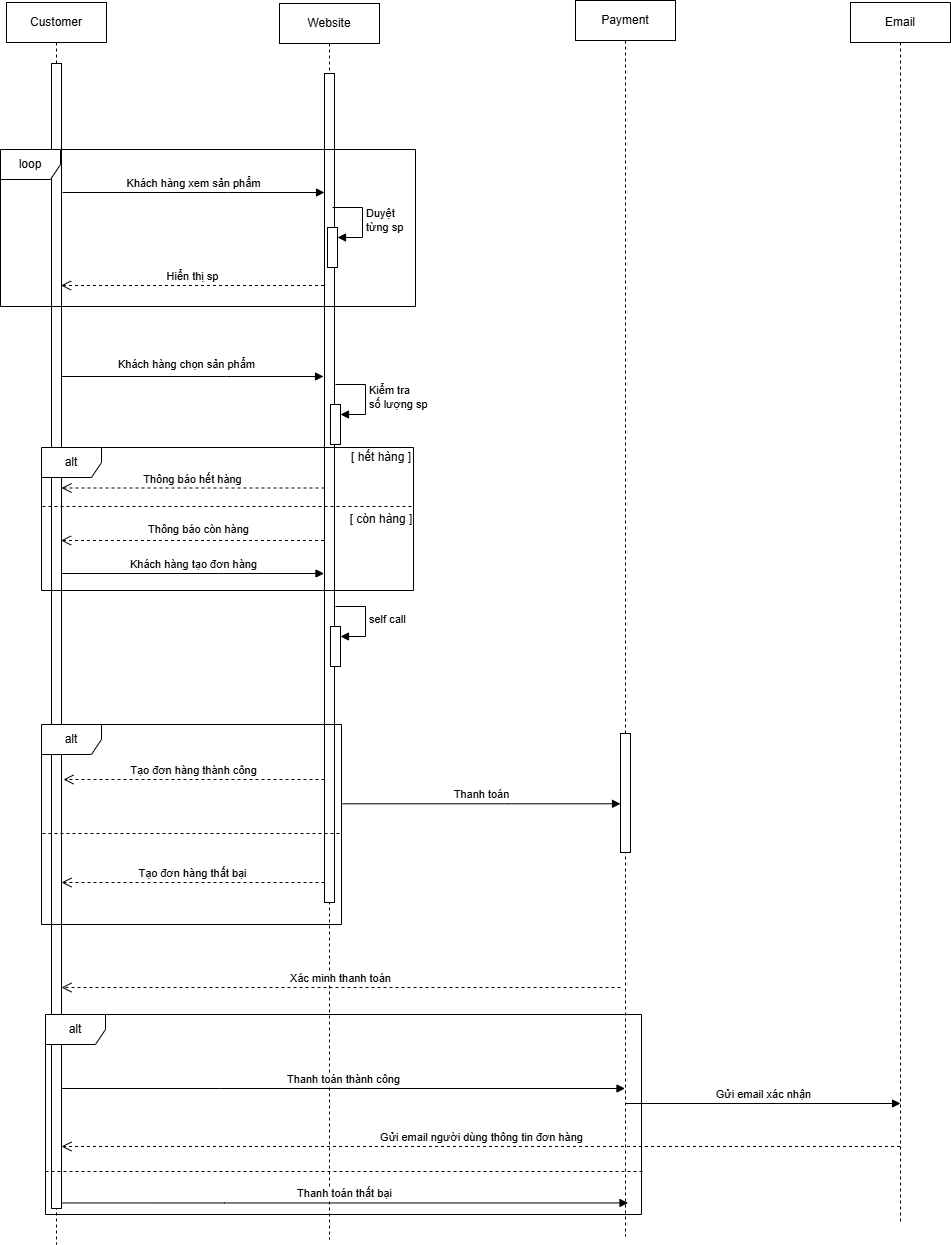 Customer
Website
Payment
Email
loop
Khách hàng xem sản phẩm
Duyệt
từng sp
Hiển thị sp
Khách hàng chọn sản phẩm
Kiểm tra
số lượng sp
alt
[ hết hàng ]
Thông báo hết hàng
[ còn hàng ]
Thông báo còn hàng
Khách hàng tạo đơn hàng
self call
alt
Tạo đơn hàng thành công
Thanh toán
Tạo đơn hàng thất bại
Xác minh thanh toán
alt
Thanh toán thành công
Gửi email xác nhận
Gửi email người dùng thông tin đơn hàng
Thanh toán thất bại